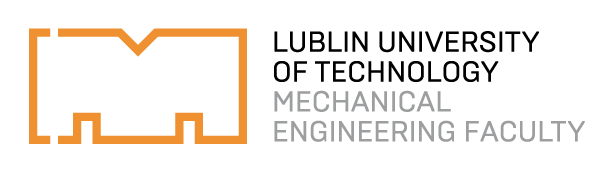 LUBLIN UNIVERSITY
OF TECHNOLOGY
MECHANICAL
ENGINEERING FACULTY